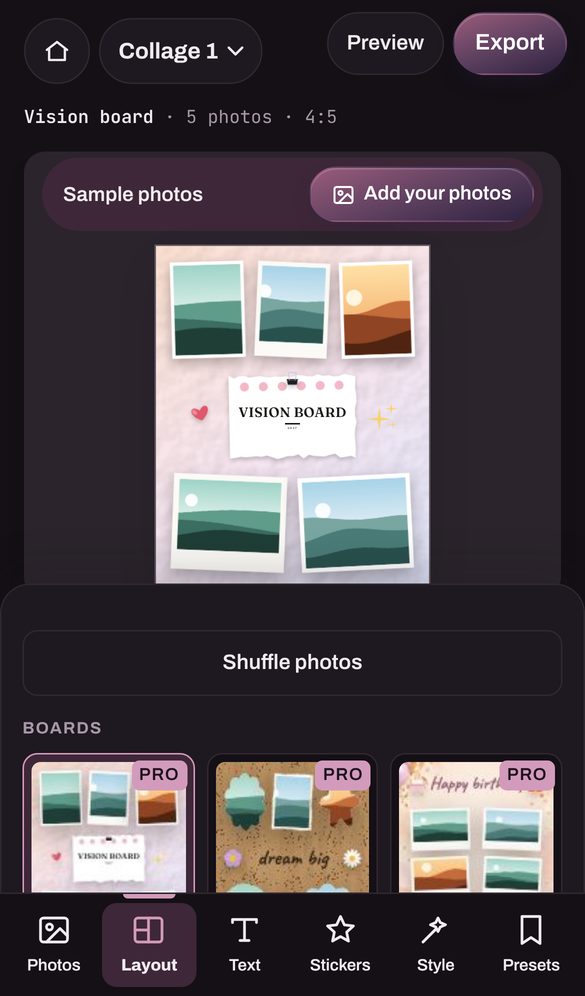 Collage 1
Preview
Export
Vision board · 5 photos · 4:5
Sample photos
Add your photos
VISION BOARD
Shuffle photos
BOARDS
PRO
PRO
PRO
VISION BOARD
dream big
Happy birth
Photos
Layout
Text
Stickers
Style
Presets